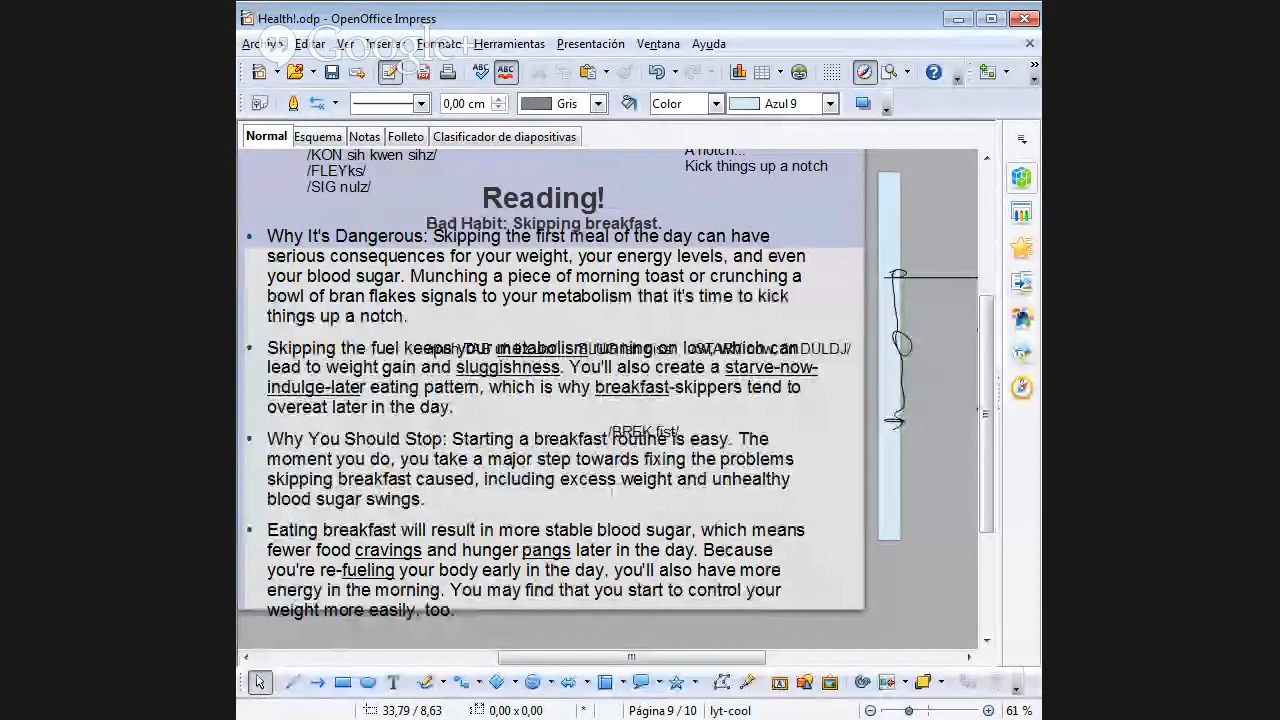 Health!.odp - OpenOffice Impress
Google+
Archivo Editar Ver Insertar Formato Herramientas Presentación Ventana Ayuda
0,00 cm Gris Color Azul 9
Normal Esquema Notas Folleto Clasificador de diapositivas
/KON sih kwen sihz/
/FLEYks/
/SIG nulz/
A notch...
Kick things up a notch
Reading!
Bad Habit: Skipping breakfast.
Why It's Dangerous: Skipping the first meal of the day can have
serious consequences for your weight, your energy levels, and even
your blood sugar. Munching a piece of morning toast or crunching a
bowl of bran flakes signals to your metabolism that it's time to kick
things up a notch.
Skipping the fuel keeps your metabolism running on low, which can
lead to weight gain and sluggishness. You'll also create a starve-now-
indulge-later eating pattern, which is why breakfast-skippers tend to
overeat later in the day.
/BREK fist/
Why You Should Stop: Starting a breakfast routine is easy. The
moment you do, you take a major step towards fixing the problems
skipping breakfast caused, including excess weight and unhealthy
blood sugar swings.
Eating breakfast will result in more stable blood sugar, which means
fewer food cravings and hunger pangs later in the day. Because
you're re-fueling your body early in the day, you'll also have more
energy in the morning. You may find that you start to control your
weight more easily, too.
33,79 / 8,63 0,00 x 0,00 * Página 9 / 10 lyt-cool 61 %